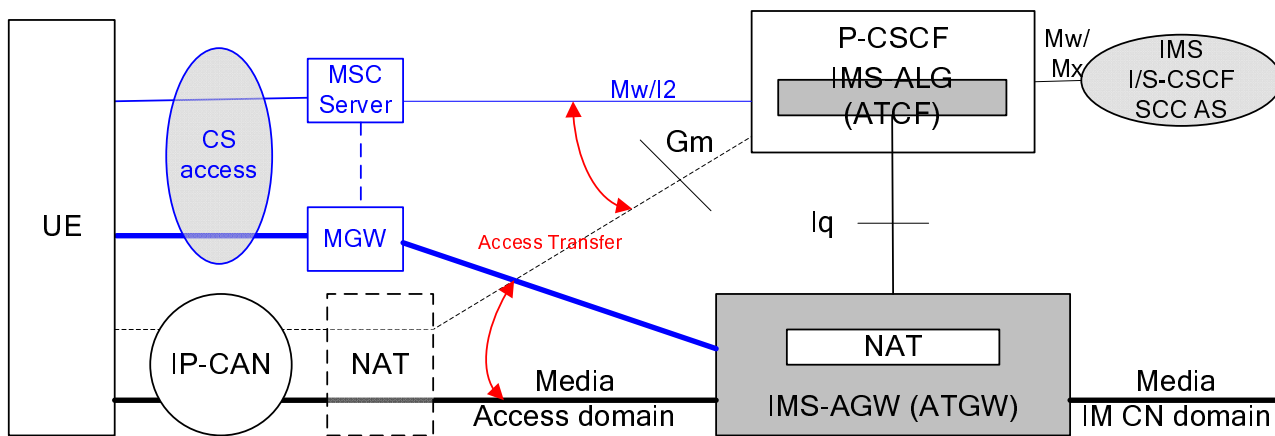 UE
CS
access
MSC
Server
MGW
IP-CAN
NAT
Mw/I2
Gm
Access Transfer
P-CSCF
IMS-ALG
(ATCF)
Mw/
Mx
IMS
I/S-CSCF
SCC AS
Iq
NAT
IMS-AGW (ATGW)
Media
Access domain
Media
IM CN domain